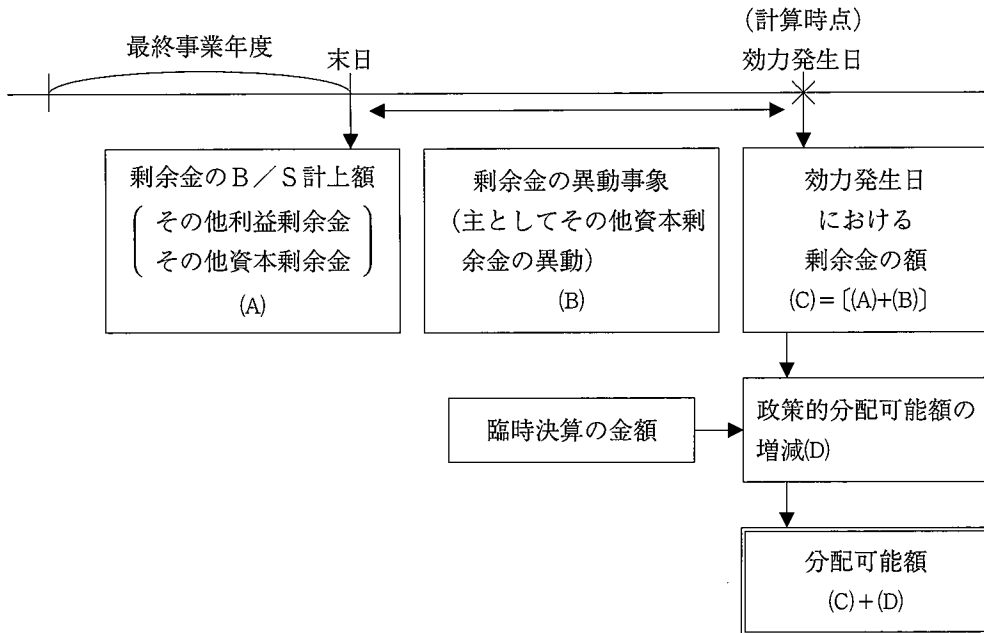 (計算時点)
最終事業年度
末日
効力発生日
剰余金のB/S計上額
その他利益剰余金
その他資本剰余金
(A)
剰余金の異動事象
(主としてその他資本剰
余金の異動)
(B)
効力発生日
における
剰余金の額
(C)=〔(A)+(B)〕
臨時決算の金額
政策的分配可能額の
増減(D)
分配可能額
(C)+(D)